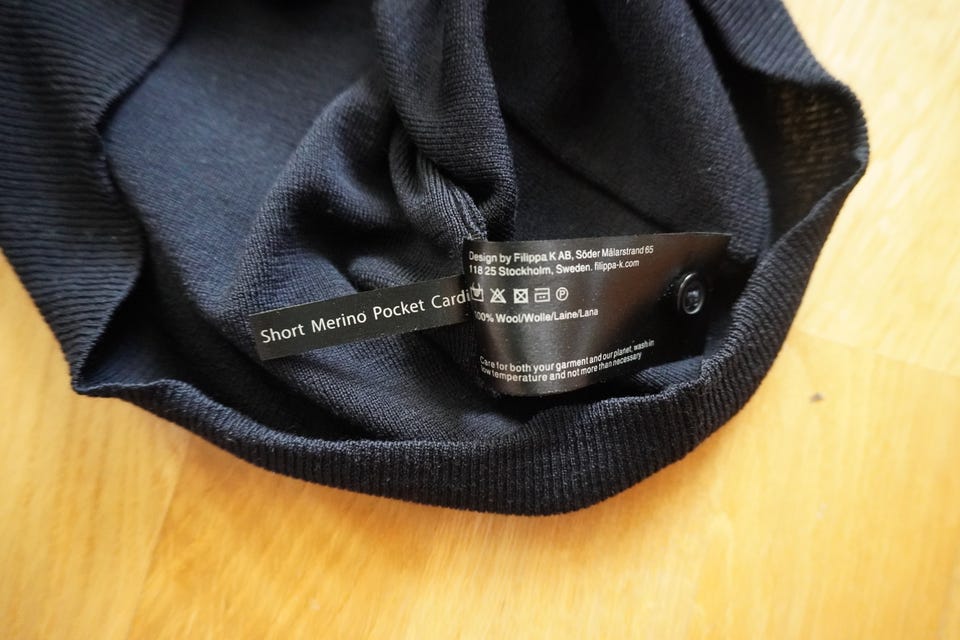 Short Merino Pocket Cardi
Design by Filippa K AB, Söder Mälarstrand 65
118 25 Stockholm, Sweden. filippa-k.com
100% Wool/Wolle/Laine/Lana
Care for both your garment and our planet, wash in
low temperature and not more than necessary